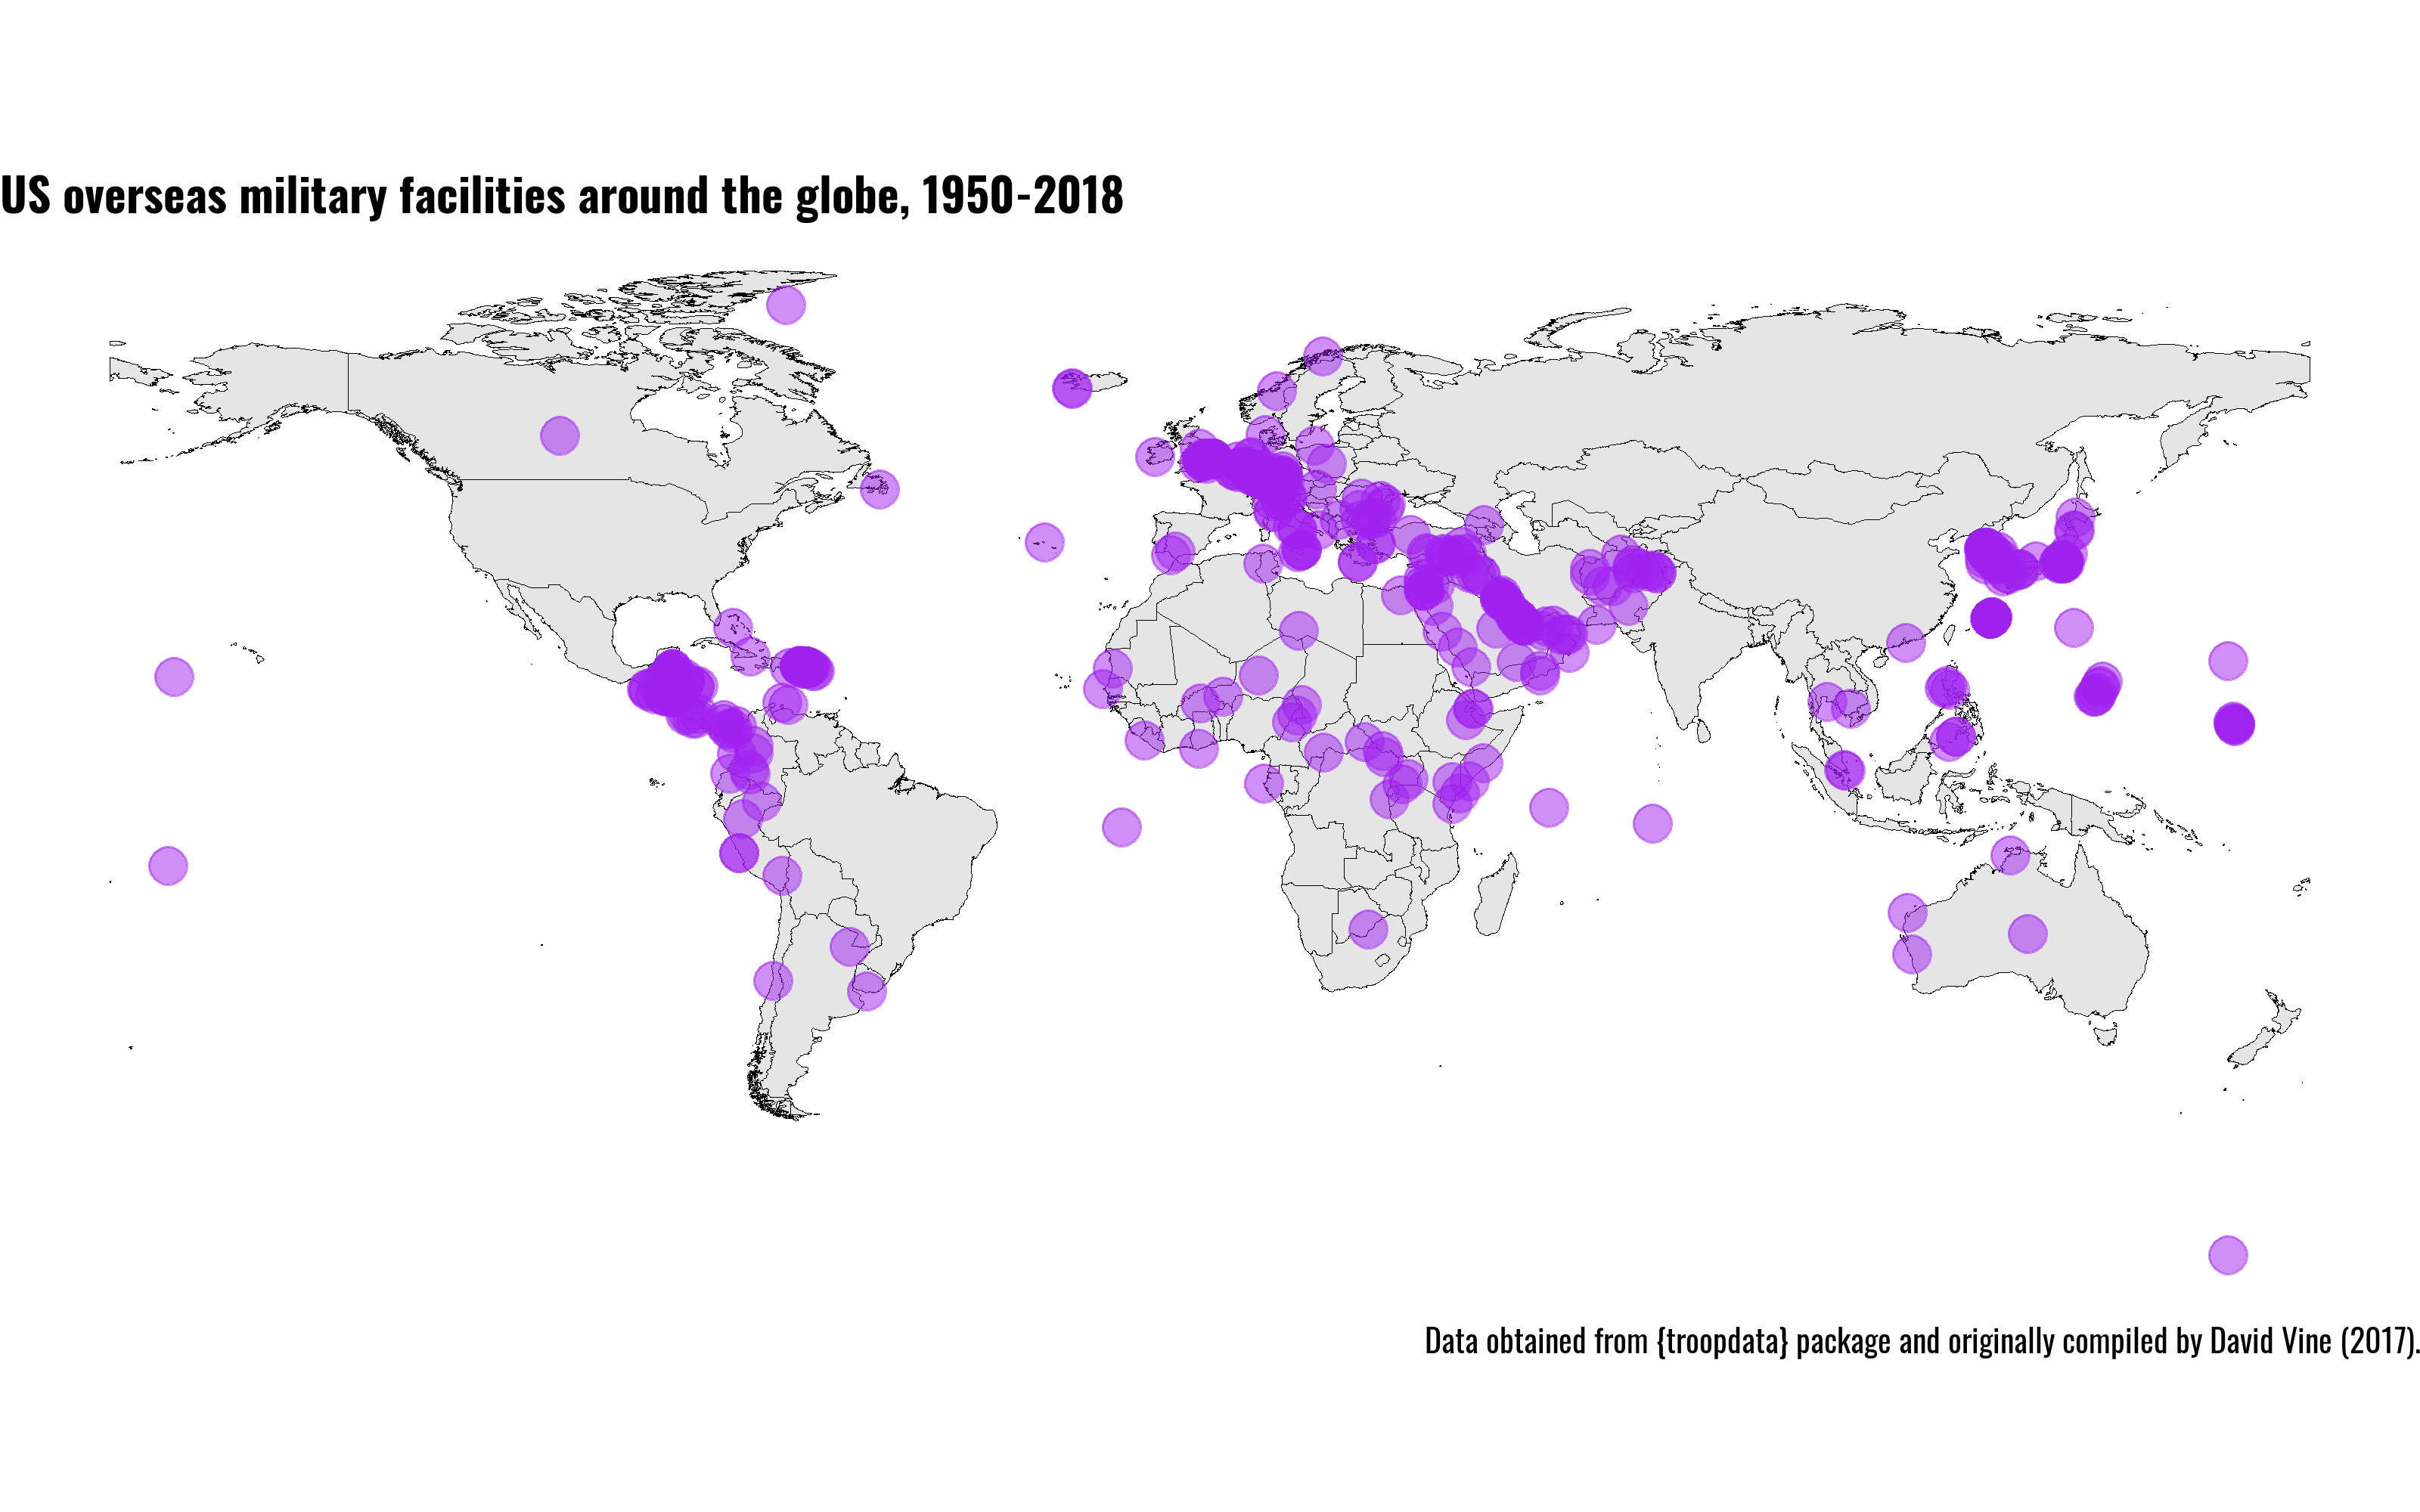 US overseas military facilities around the globe, 1950-2018
Data obtained from {troopdata} package and originally compiled by David Vine (2017).